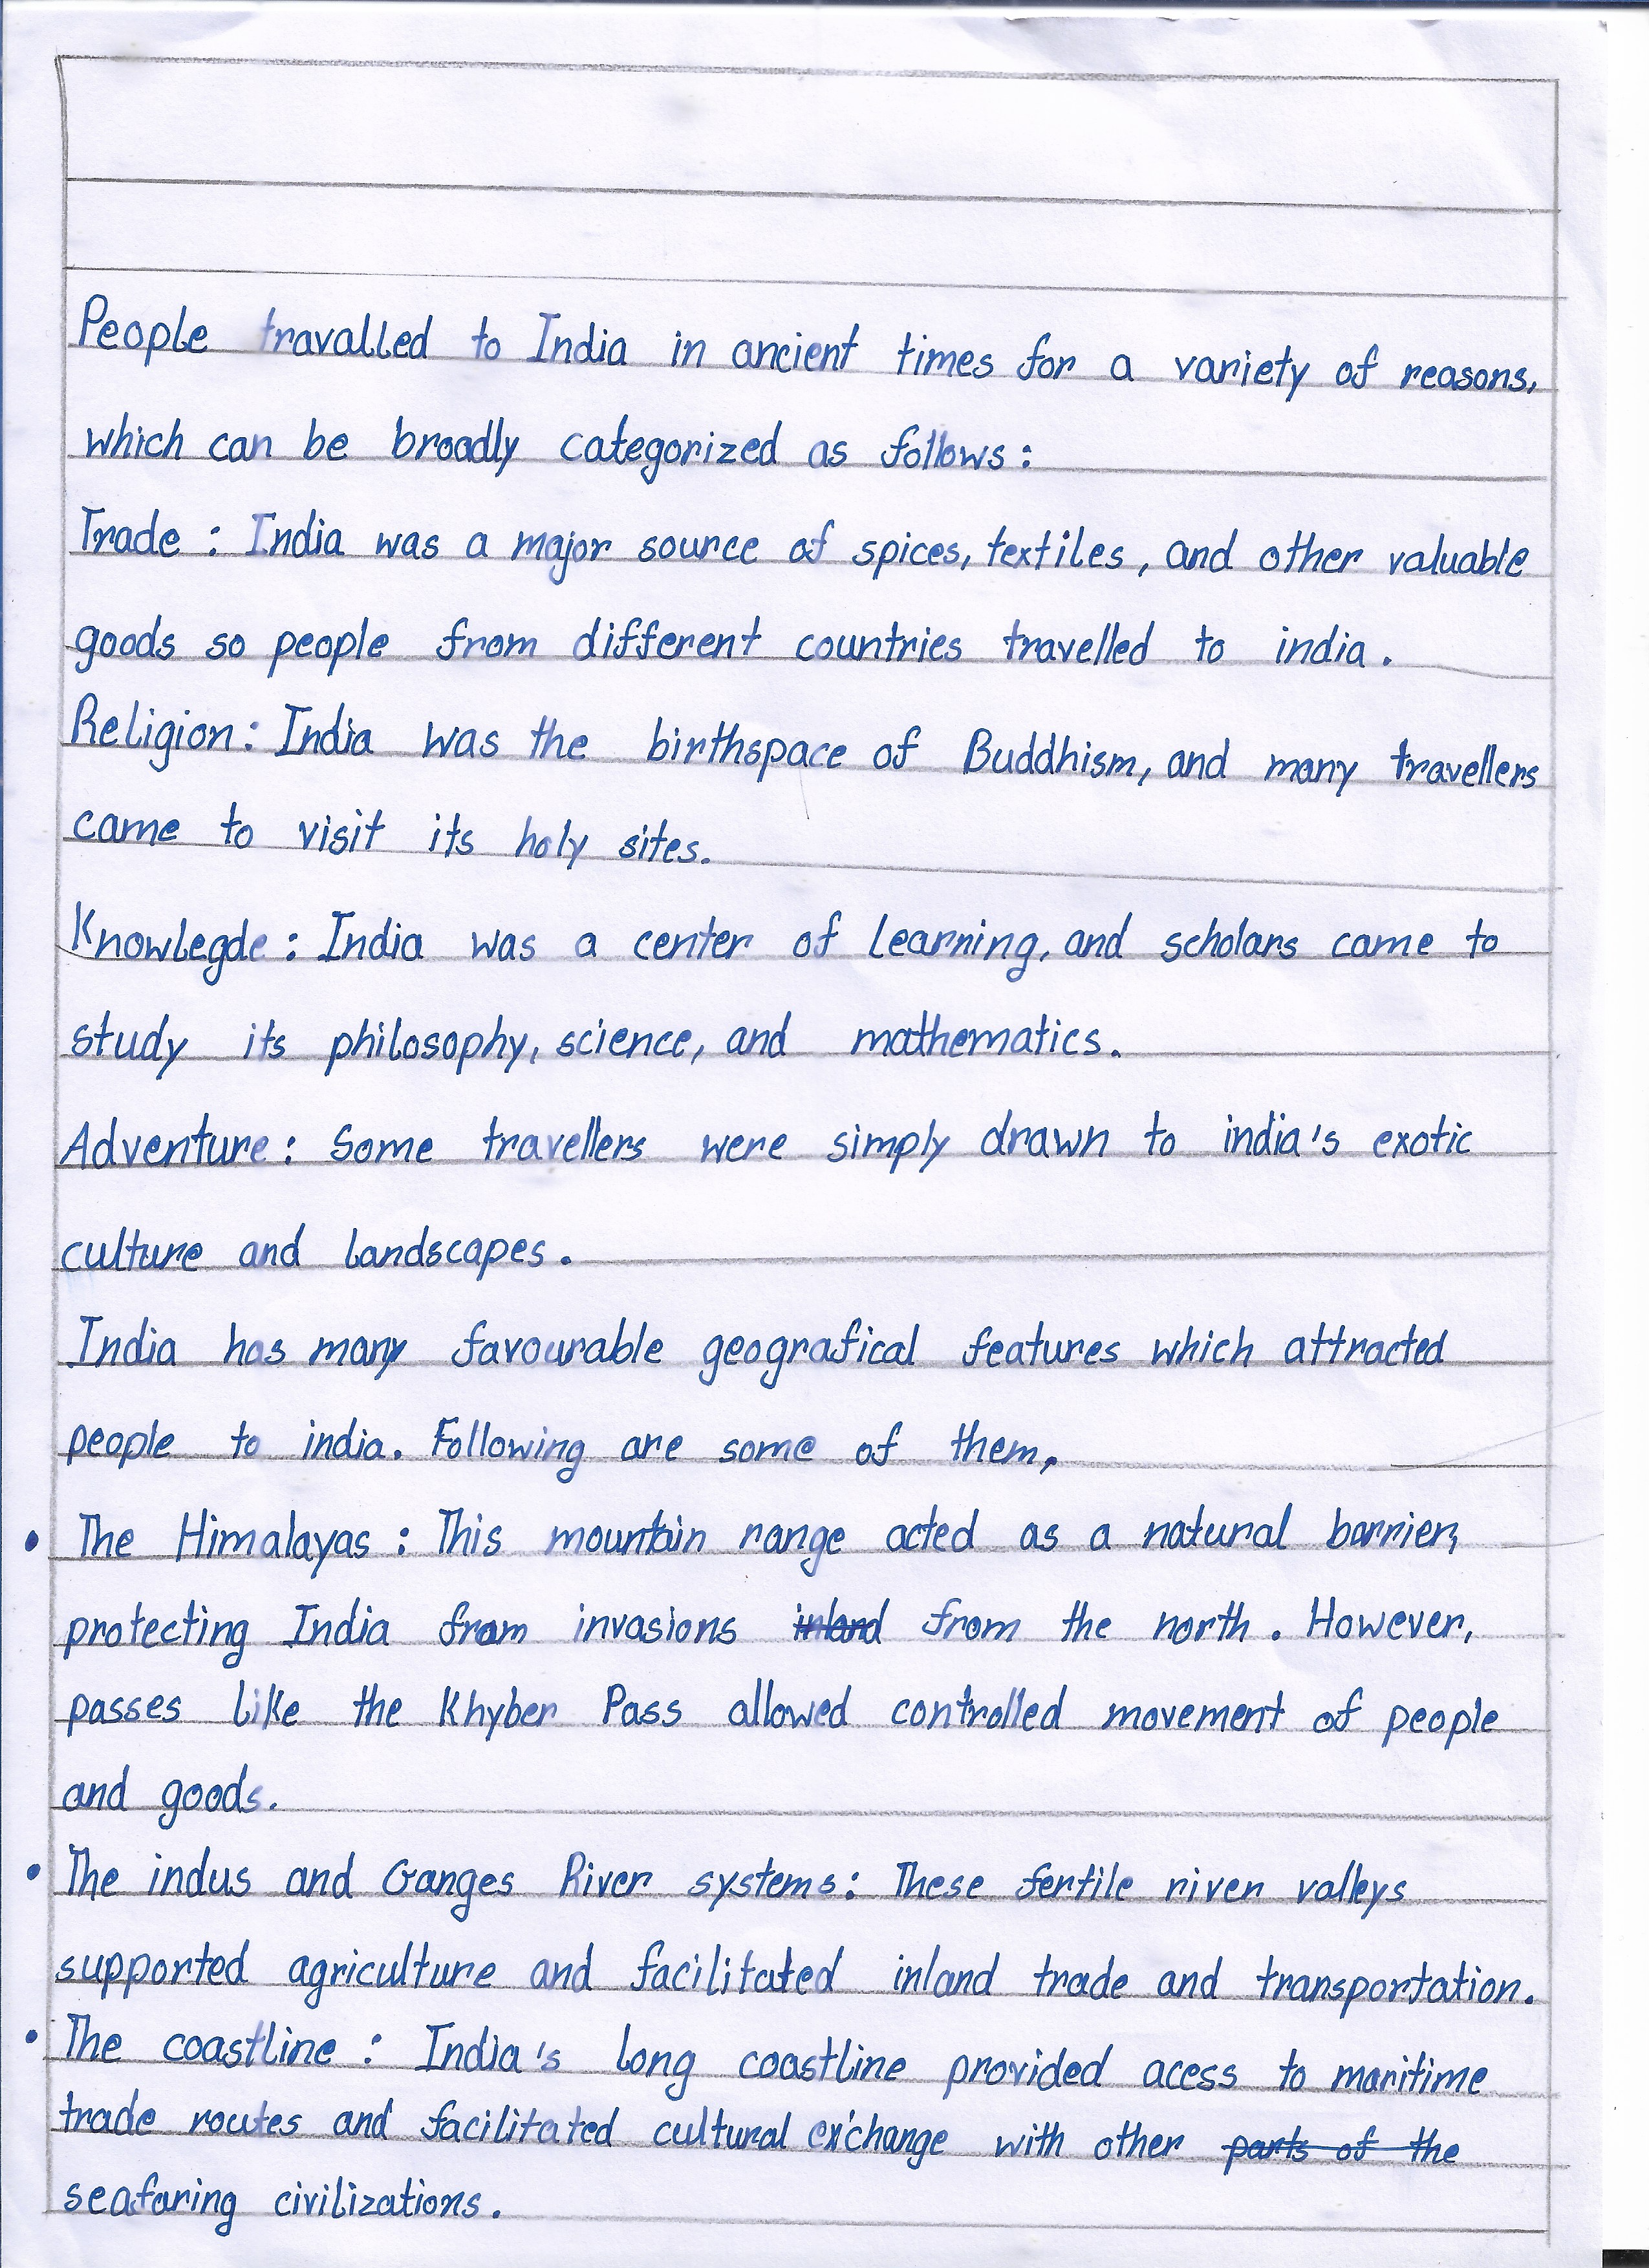 People travalled to India in ancient times for a variety of reasons,
which can be broadly categorized as follows:
Trade : India was a major source of spices, textiles, and other valuable
goods so people from different countries travelled to india.
Religion: India was the birthspace of Buddhism, and many travellers
came to visit its holy sites.
Knowlegde : India was a center of learning, and scholars came to
study its philosophy, science, and mathematics.
Adventure : Some travellers were simply drawn to india's exotic
culture and landscapes.
India has many favourable geografical features which attracted
people to india. Following are some of them,
• The Himalayas : This mountain range acted as a natural barrier,
protecting India from invasions inland from the north. However,
passes like the Khyber Pass allowed controlled movement of people
and goods.
• The indus and Ganges River systems: These fertile river valleys
supported agriculture and facilitated inland trade and transportation.
• The coastline : India's long coastline provided acess to maritime
trade routes and facilitated cultural exchange with other parts of the
seafaring civilizations.